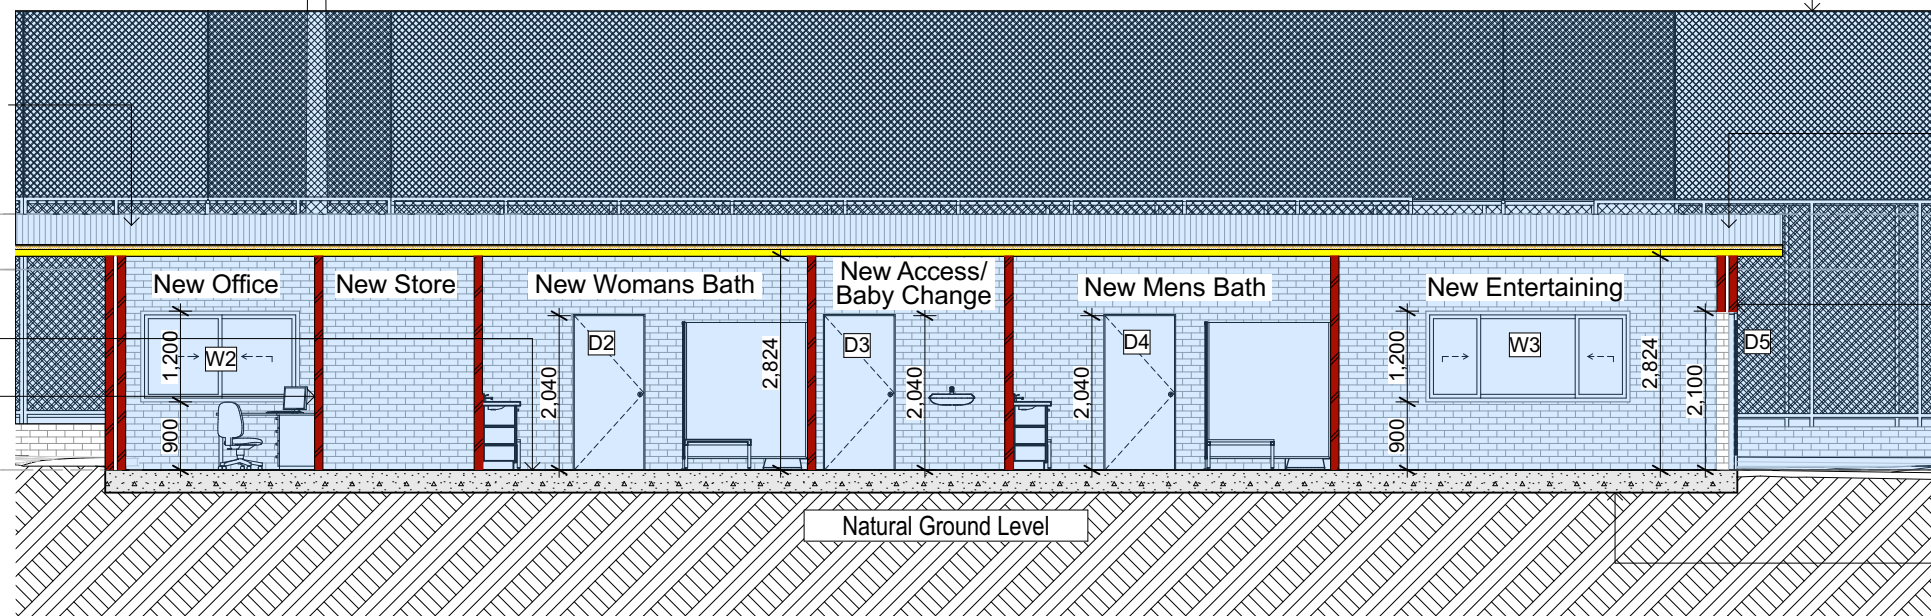 New Office
New Store
New Womans Bath
New Access/
Baby Change
New Mens Bath
New Entertaining
1,200
W2
900
2,040
D2
2,824
D3
2,040
2,040
D4
1,200
900
W3
2,824
2,100
D5
Natural Ground Level